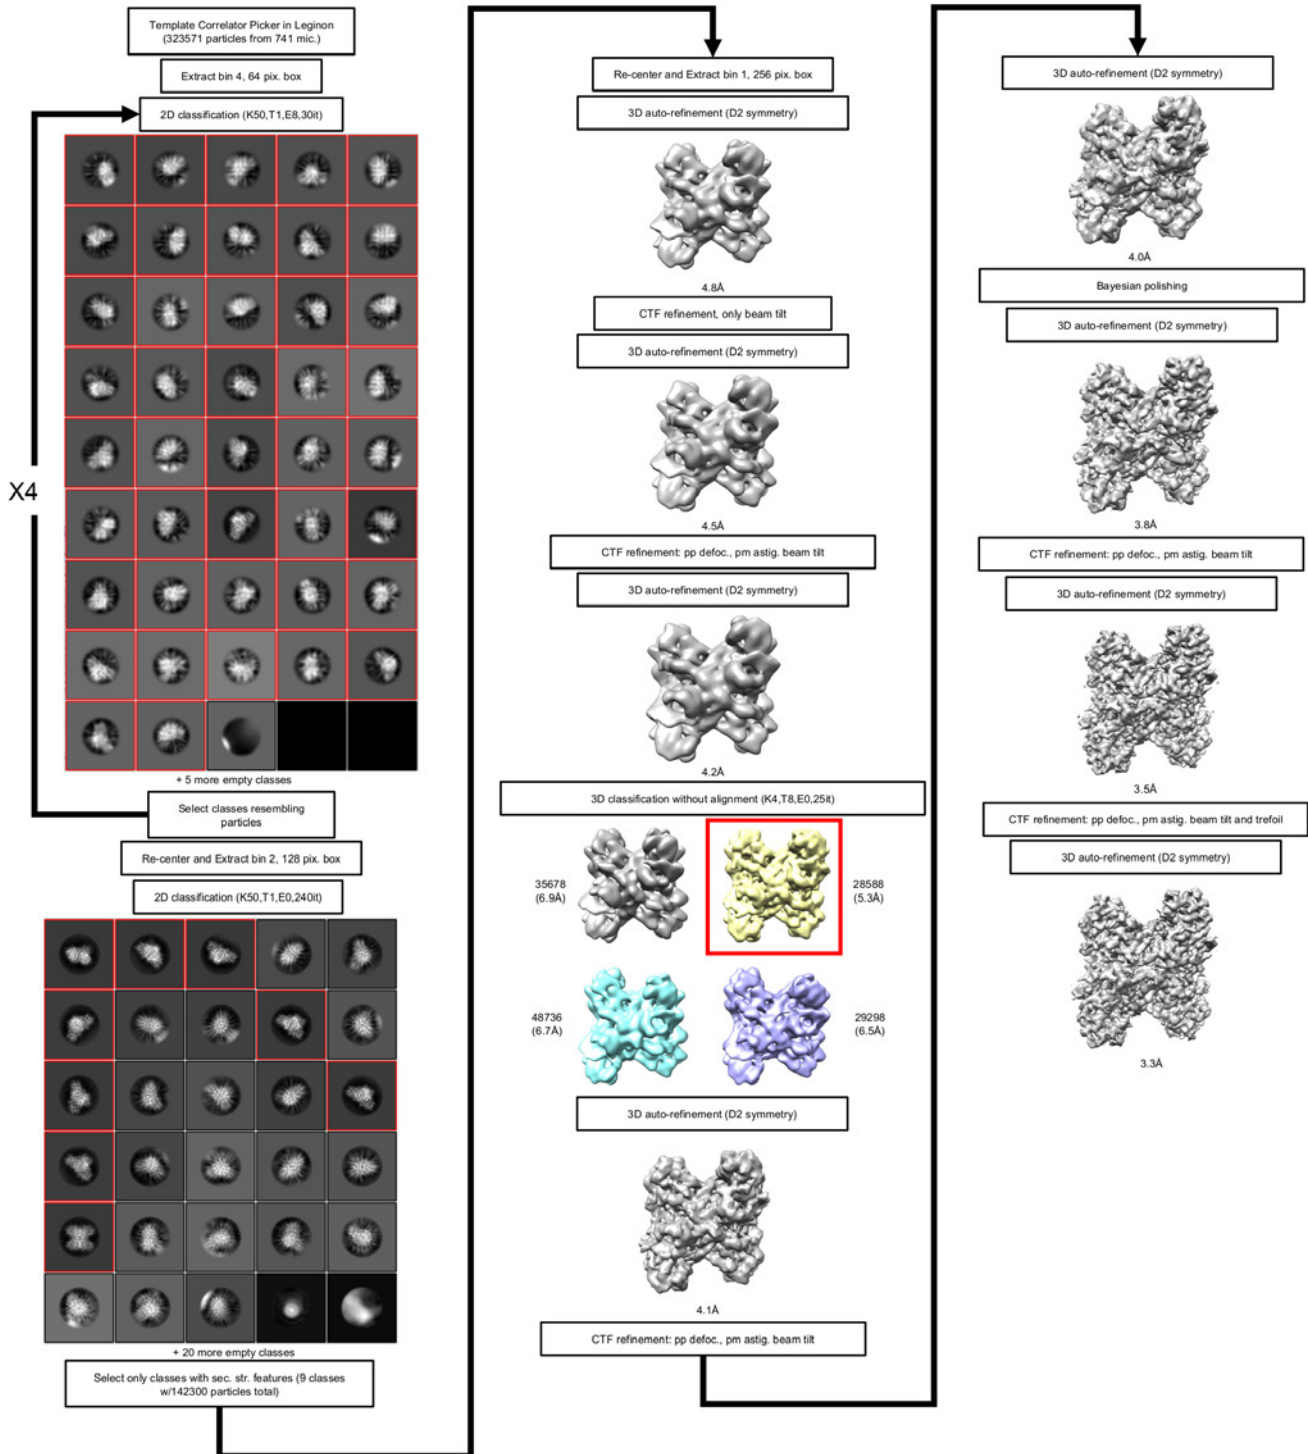 Template Correlator Picker in Leginon
(323571 particles from 741 mic.)
Extract bin 4, 64 pix. box
2D classification (K50,T1,E8,30it)
X4
+ 5 more empty classes
Select classes resembling
particles
Re-center and Extract bin 2, 128 pix. box
2D classification (K50,T1,E0,240it)
+ 20 more empty classes
Select only classes with sec. str. features (9 classes
w/142300 particles total)
Re-center and Extract bin 1, 256 pix. box
3D auto-refinement (D2 symmetry)
4.8Å
CTF refinement, only beam tilt
3D auto-refinement (D2 symmetry)
4.5Å
CTF refinement: pp defoc., pm astig. beam tilt
3D auto-refinement (D2 symmetry)
4.2Å
3D classification without alignment (K4,T8,E0,25it)
35678
(6.9Å)
28588
(5.3Å)
48736
(6.7Å)
29298
(6.5Å)
3D auto-refinement (D2 symmetry)
4.1Å
CTF refinement: pp defoc., pm astig. beam tilt
3D auto-refinement (D2 symmetry)
4.0Å
Bayesian polishing
3D auto-refinement (D2 symmetry)
3.8Å
CTF refinement: pp defoc., pm astig. beam tilt
3D auto-refinement (D2 symmetry)
3.5Å
CTF refinement: pp defoc., pm astig. beam tilt and trefoil
3D auto-refinement (D2 symmetry)
3.3Å